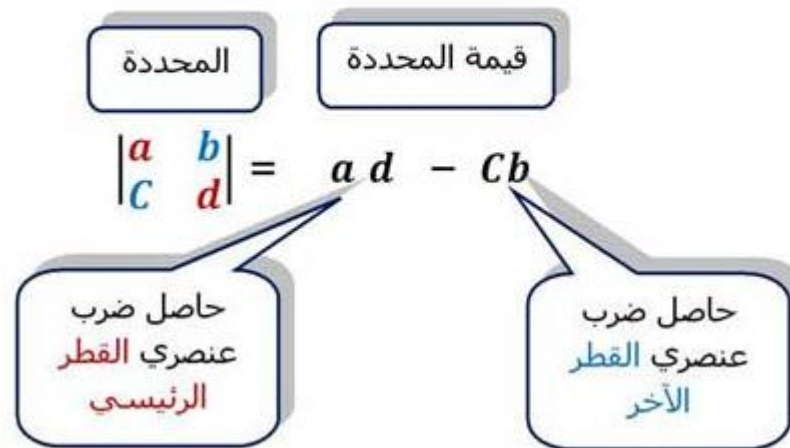 المحددة
قيمة المحددة
|a b| = a d − Cb
|C d|
حاصل ضرب
عنصري القطر
الرئيسي
حاصل ضرب
عنصري القطر
الآخر